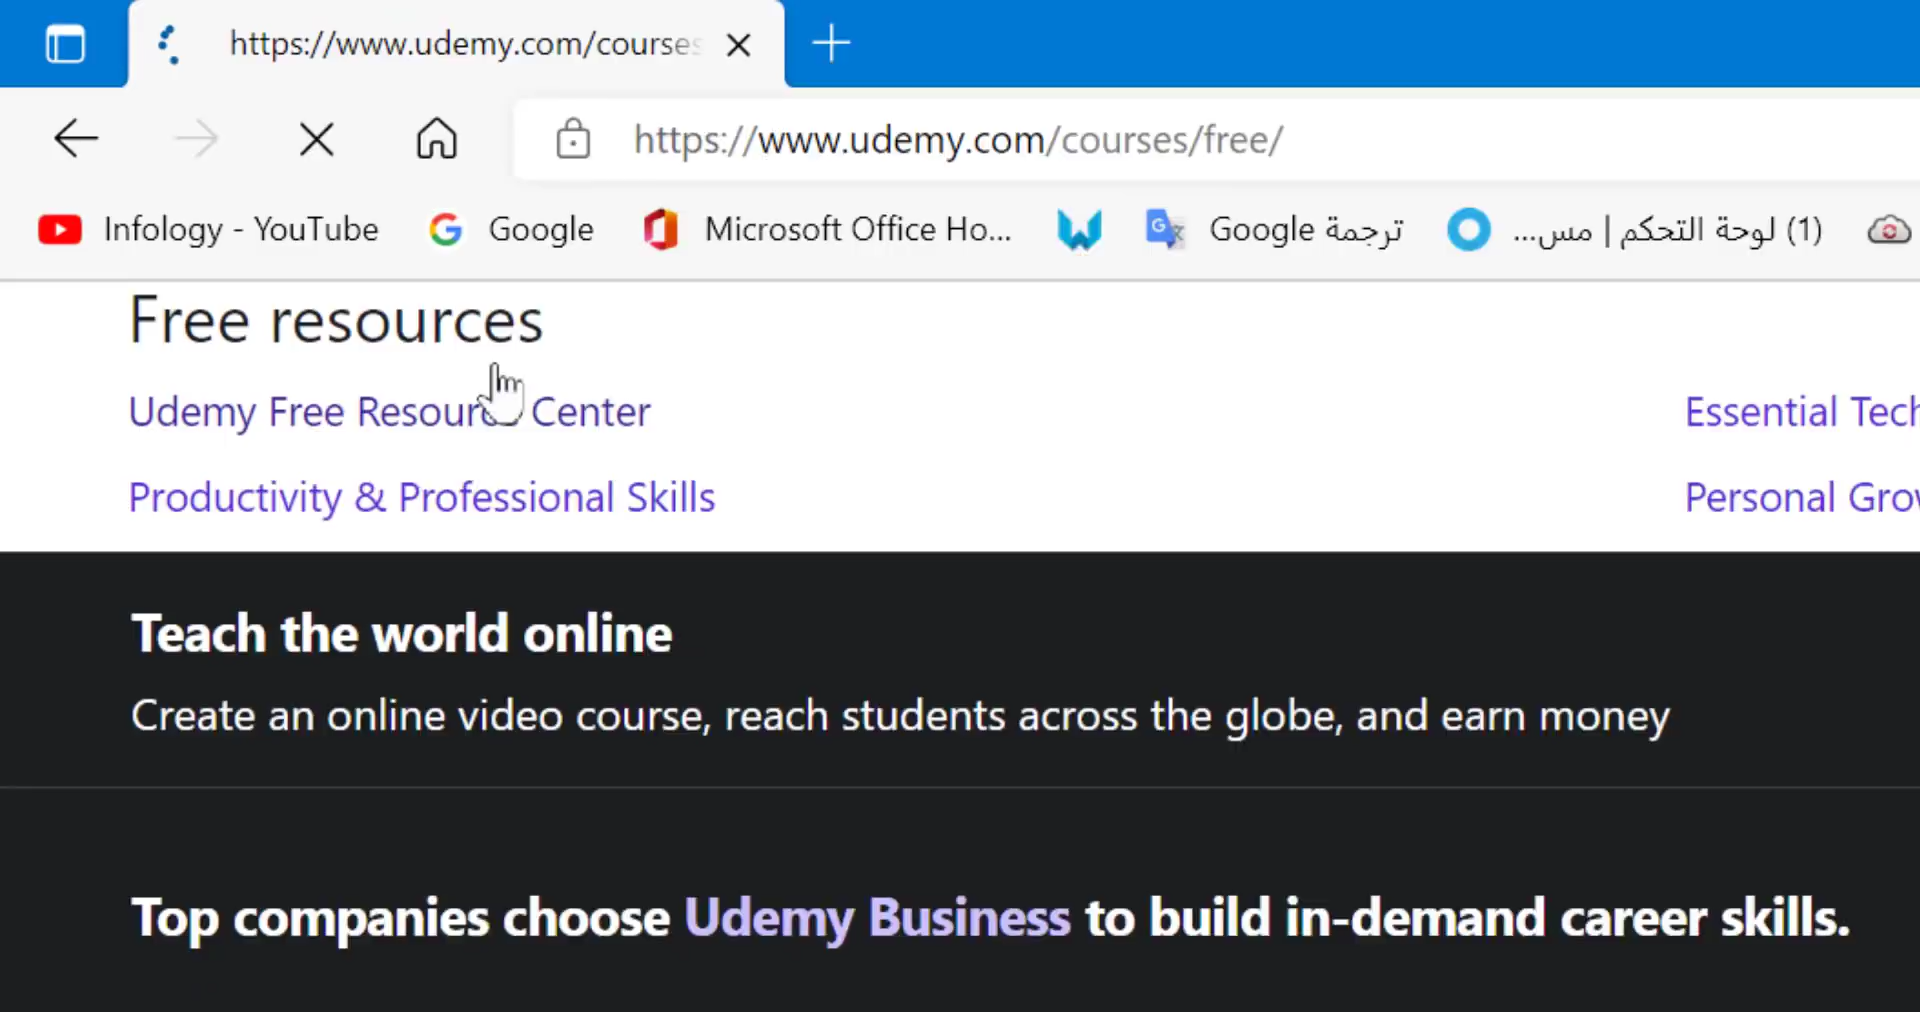 https://www.udemy.com/courses
https://www.udemy.com/courses/free/
Infology - YouTube
Google
Microsoft Office Ho...
ترجمة Google
(1) لوحة التحكم | مس...
Free resources
Udemy Free Resource Center
Essential Tech
Productivity & Professional Skills
Personal Grow
Teach the world online
Create an online video course, reach students across the globe, and earn money
Top companies choose Udemy Business to build in-demand career skills.